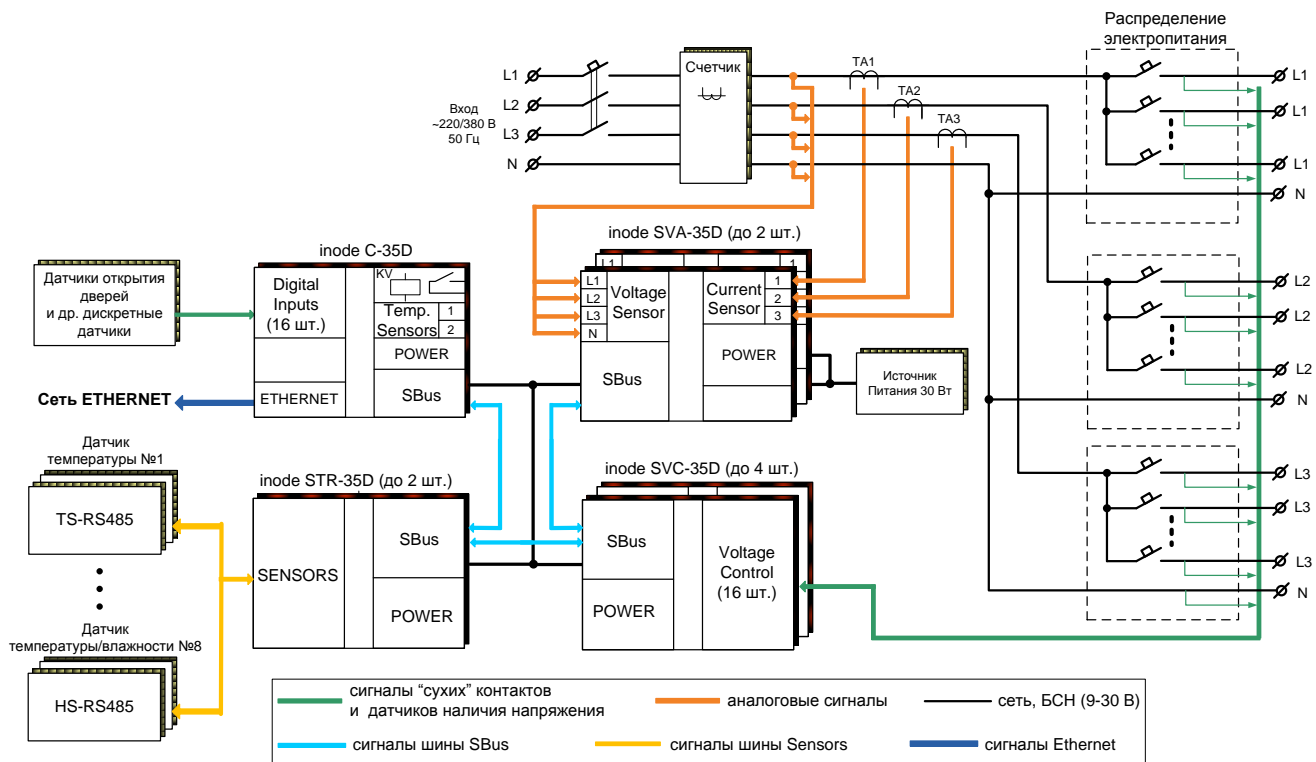 Распределение
электропитания
L1
L2
L3
N
Вход
~220/380 В
50 Гц
Счетчик
TA1
TA2
TA3
L1
L1
L1
N
inode C-35D
inode SVA-35D (до 2 шт.)
Датчики открытия
дверей
и др. дискретные
датчики
Digital
Inputs
(16 шт.)
KV
Temp.
Sensors
1
2
POWER
ETHERNET
SBus
Сеть ETHERNET
L1
1
L1
L2
L3
N
Voltage
Sensor
Current
Sensor
1
2
3
SBus
POWER
Источник
Питания 30 Вт
L2
L2
L2
N
Датчик
температуры №1
TS-RS485
inode STR-35D (до 2 шт.)
SENSORS
SBus
POWER
inode SVC-35D (до 4 шт.)
SBus
POWER
Voltage
Control
(16 шт.)
L3
L3
L3
N
Датчик
температуры/влажности №8
HS-RS485
сигналы “сухих” контактов
и датчиков наличия напряжения
аналоговые сигналы
сеть, БСН (9-30 В)
сигналы шины SBus
сигналы шины Sensors
сигналы Ethernet